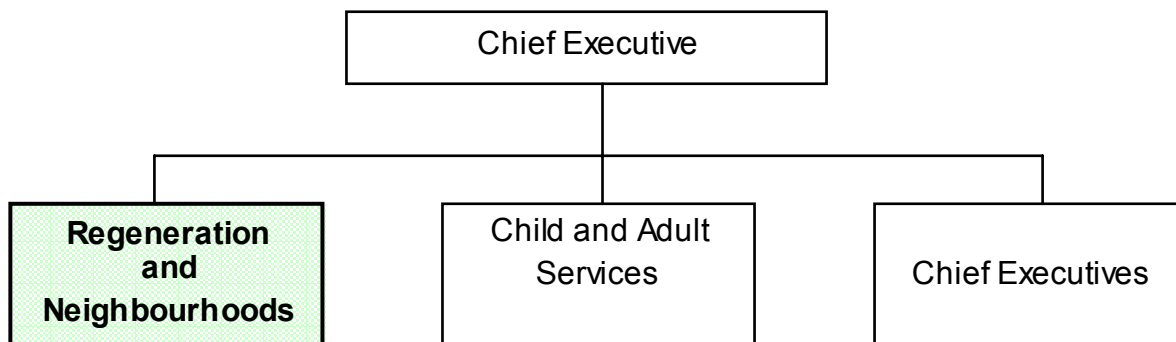 Chief Executive
Regeneration
and
Neighbourhoods
Child and Adult
Services
Chief Executives